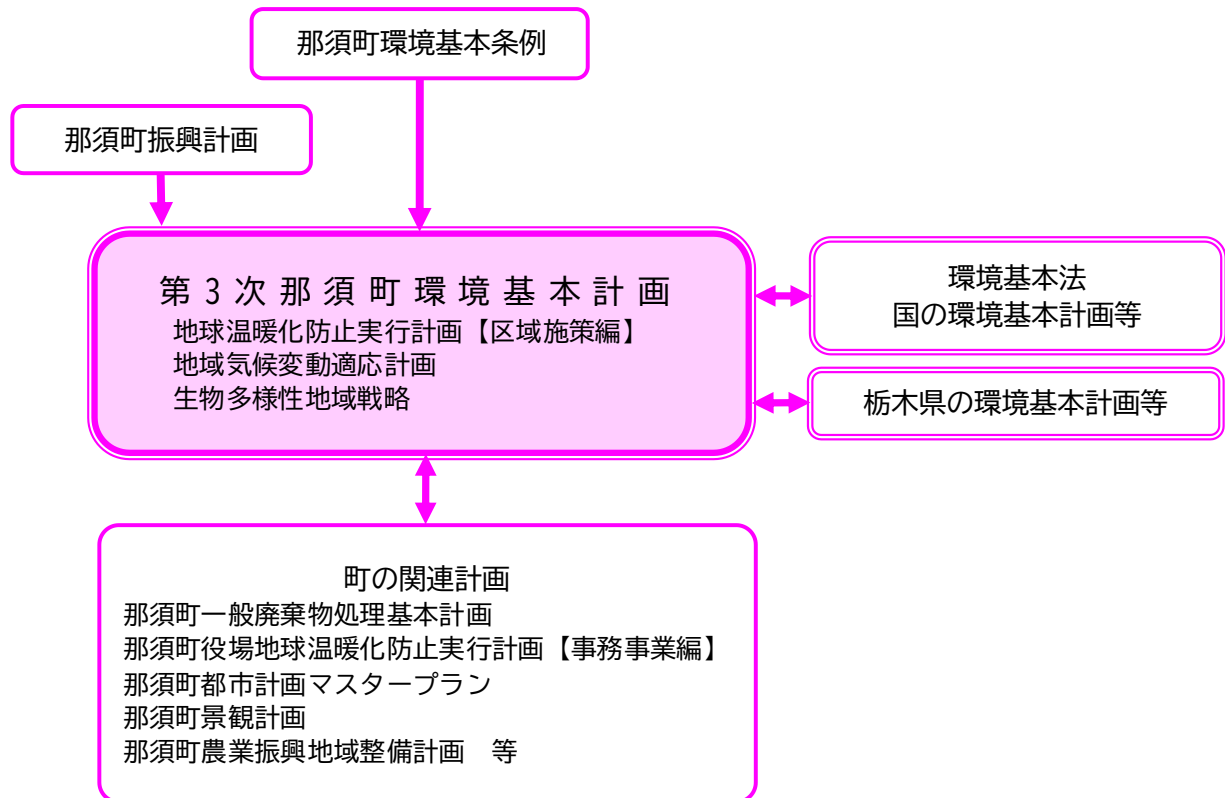 那須町環境基本条例
那須町振興計画
第3次那須町環境基本計画
地球温暖化防止実行計画【区域施策編】
地域気候変動適応計画
生物多様性地域戦略
環境基本法
国の環境基本計画等
栃木県の環境基本計画等
町の関連計画
那須町一般廃棄物処理基本計画
那須町役場地球温暖化防止実行計画【事務事業編】
那須町都市計画マスタープラン
那須町景観計画
那須町農業振興地域整備計画　等